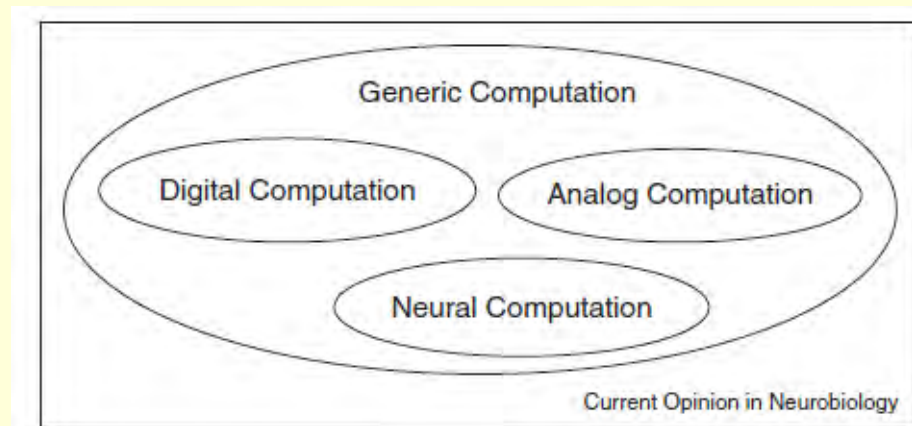 Generic Computation
Digital Computation
Analog Computation
Neural Computation
Current Opinion in Neurobiology